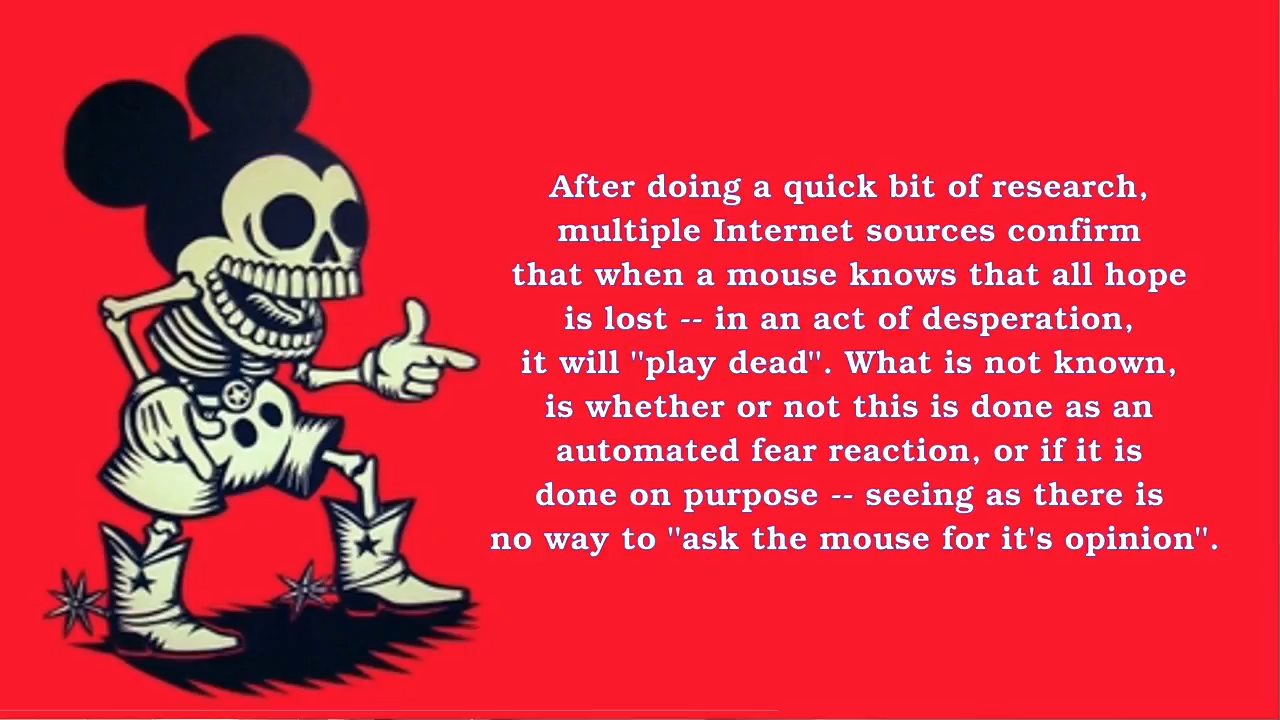 After doing a quick bit of research,
multiple Internet sources confirm
that when a mouse knows that all hope
is lost -- in an act of desperation,
it will "play dead". What is not known,
is whether or not this is done as an
automated fear reaction, or if it is
done on purpose -- seeing as there is
no way to "ask the mouse for it's opinion".